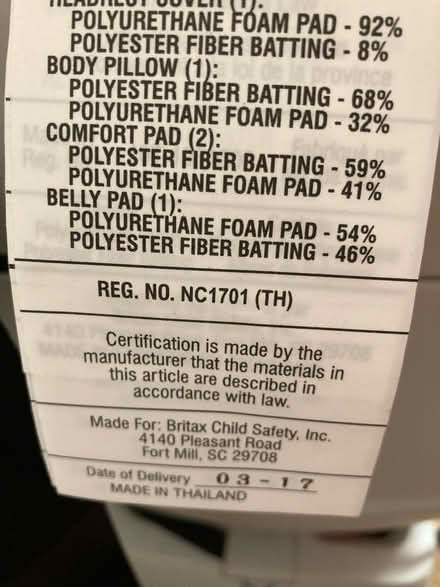 HEADREST COVER (1):
POLYURETHANE FOAM PAD - 92%
POLYESTER FIBER BATTING - 8%
BODY PILLOW (1):
POLYESTER FIBER BATTING - 68%
POLYURETHANE FOAM PAD - 32%
COMFORT PAD (2):
POLYESTER FIBER BATTING - 59%
POLYURETHANE FOAM PAD - 41%
BELLY PAD (1):
POLYURETHANE FOAM PAD - 54%
POLYESTER FIBER BATTING - 46%
REG. NO. NC1701 (TH)
Certification is made by the
manufacturer that the materials in
this article are described in
accordance with law.
Made For: Britax Child Safety, Inc.
4140 Pleasant Road
Fort Mill, SC 29708
Date of Delivery 03-17
MADE IN THAILAND